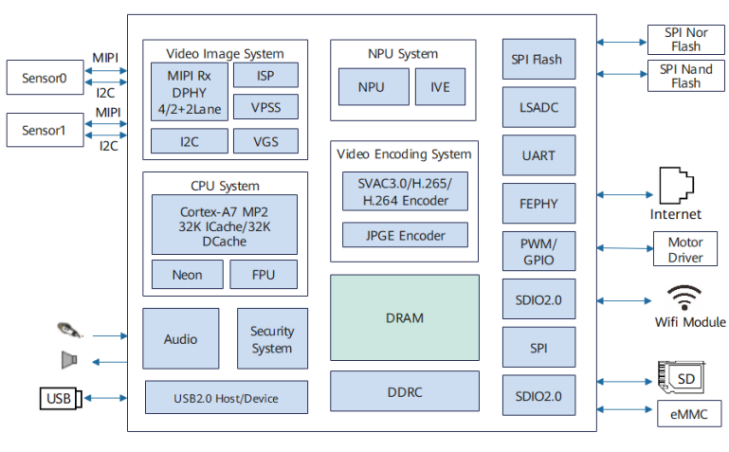 Sensor0
MIPI
I2C
Sensor1
MIPI
I2C
Video Image System
MIPI Rx
DPHY
4/2+2Lane
ISP
VPSS
I2C
VGS
CPU System
Cortex-A7 MP2
32K ICache/32K
DCache
Neon
FPU
Audio
Security
System
USB2.0 Host/Device
USB
NPU System
NPU
IVE
Video Encoding System
SVAC3.0/H.265/
H.264 Encoder
JPGE Encoder
DRAM
DDRC
SPI Flash
LSADC
UART
FEPHY
PWM/
GPIO
SDIO2.0
SPI
SDIO2.0
SPI Nor
Flash
SPI Nand
Flash
Internet
Motor
Driver
Wifi Module
SD
eMMC